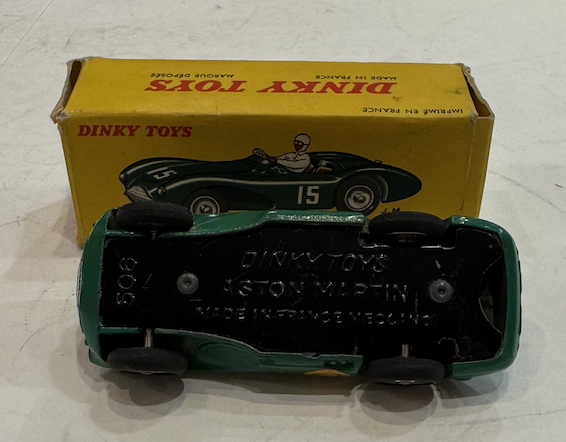 DINKY TOYS
MADE IN FRANCE MARQUE DÉPOSÉE
IMPRIMÉ EN FRANCE
DINKY TOYS
15
15
J.M.
506
DINKY TOYS
ASTON MARTIN
MADE IN FRANCE MECCANO